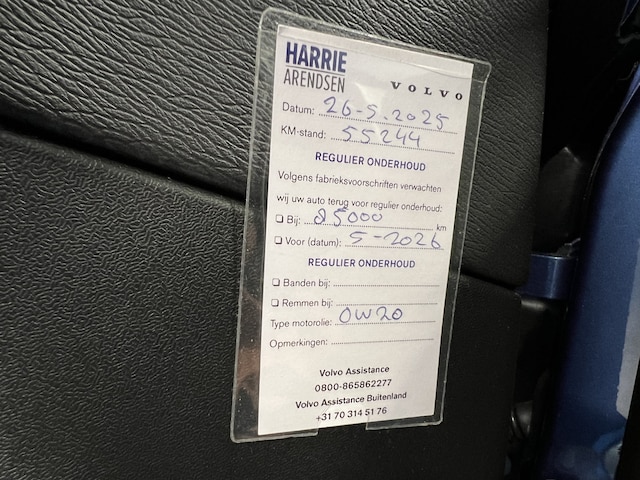 HARRIE
ARENDSEN
VOLVO
Datum: 26-5.2025
KM-stand: 55244
REGULIER ONDERHOUD
Volgens fabrieksvoorschriften verwachten
wij uw auto terug voor regulier onderhoud:
☐ Bij: 85000 km
☐ Voor (datum): 5-2026
REGULIER ONDERHOUD
☐ Banden bij:
☐ Remmen bij:
Type motorolie: 0W20
Opmerkingen:
Volvo Assistance
0800-865862277
Volvo Assistance Buitenland
+31 70 314 51 76